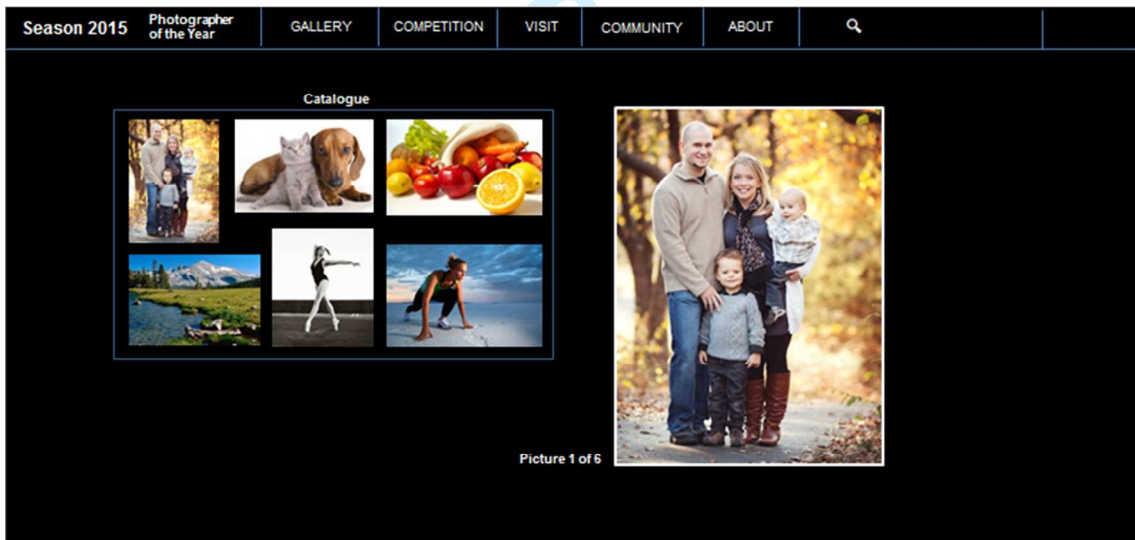 Season 2015
Photographer
of the Year
GALLERY
COMPETITION
VISIT
COMMUNITY
ABOUT
Catalogue
Picture 1 of 6